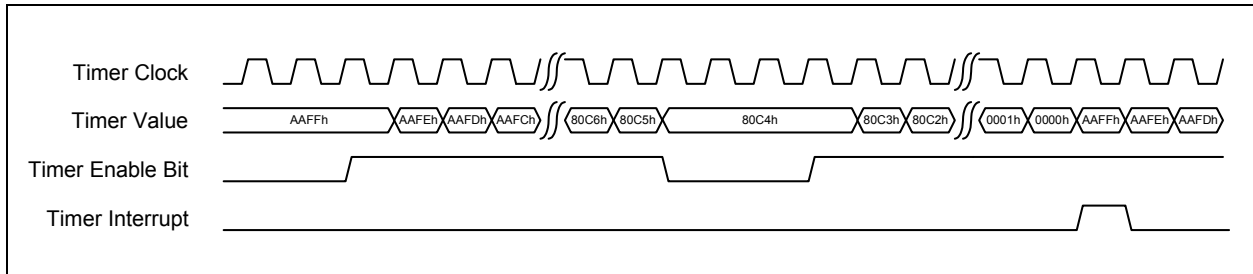 Timer Clock
Timer Value AAFFh AAFEh AAFDh AAFCh 80C6h 80C5h 80C4h 80C3h 80C2h 0001h 0000h AAFFh AAFEh AAFDh
Timer Enable Bit
Timer Interrupt